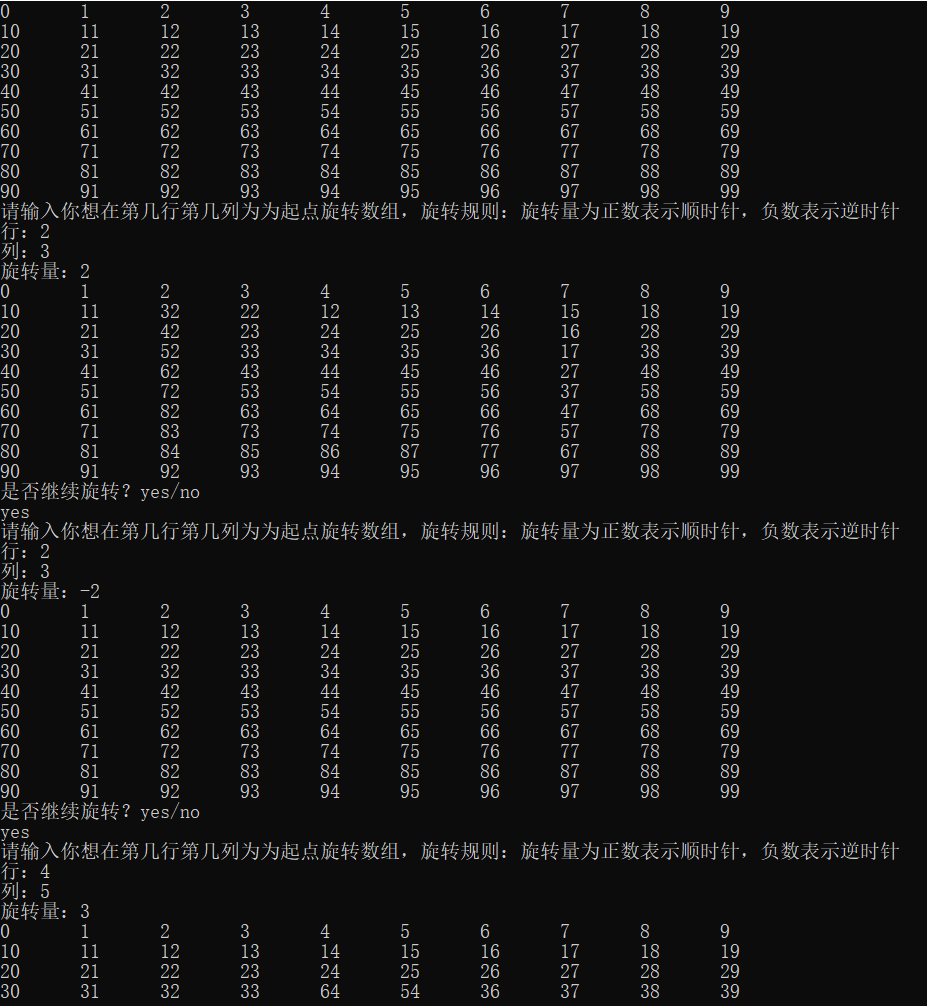 0 1 2 3 4 5 6 7 8 9
10 11 12 13 14 15 16 17 18 19
20 21 22 23 24 25 26 27 28 29
30 31 32 33 34 35 36 37 38 39
40 41 42 43 44 45 46 47 48 49
50 51 52 53 54 55 56 57 58 59
60 61 62 63 64 65 66 67 68 69
70 71 72 73 74 75 76 77 78 79
80 81 82 83 84 85 86 87 88 89
90 91 92 93 94 95 96 97 98 99
请输入你想在第几行第几列为为起点旋转数组，旋转规则：旋转量为正数表示顺时针，负数表示逆时针
行：2
列：3
旋转量：2
0 1 2 3 4 5 6 7 8 9
10 11 32 22 12 13 14 15 18 19
20 21 42 23 24 25 26 16 28 29
30 31 52 33 34 35 36 17 38 39
40 41 62 43 44 45 46 27 48 49
50 51 72 53 54 55 56 37 58 59
60 61 82 63 64 65 66 47 68 69
70 71 83 73 74 75 76 57 78 79
80 81 84 85 86 87 77 67 88 89
90 91 92 93 94 95 96 97 98 99
是否继续旋转？yes/no
yes
请输入你想在第几行第几列为为起点旋转数组，旋转规则：旋转量为正数表示顺时针，负数表示逆时针
行：2
列：3
旋转量：-2
0 1 2 3 4 5 6 7 8 9
10 11 12 13 14 15 16 17 18 19
20 21 22 23 24 25 26 27 28 29
30 31 32 33 34 35 36 37 38 39
40 41 42 43 44 45 46 47 48 49
50 51 52 53 54 55 56 57 58 59
60 61 62 63 64 65 66 67 68 69
70 71 72 73 74 75 76 77 78 79
80 81 82 83 84 85 86 87 88 89
90 91 92 93 94 95 96 97 98 99
是否继续旋转？yes/no
yes
请输入你想在第几行第几列为为起点旋转数组，旋转规则：旋转量为正数表示顺时针，负数表示逆时针
行：4
列：5
旋转量：3
0 1 2 3 4 5 6 7 8 9
10 11 12 13 14 15 16 17 18 19
20 21 22 23 24 25 26 27 28 29
30 31 32 33 64 54 36 37 38 39